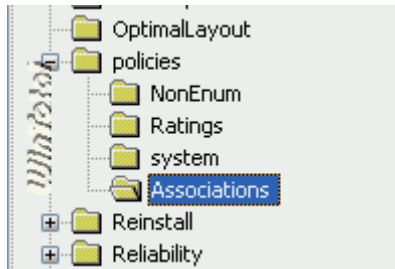 OptimalLayout
policies
NonEnum
Ratings
system
Associations
Reinstall
Reliability